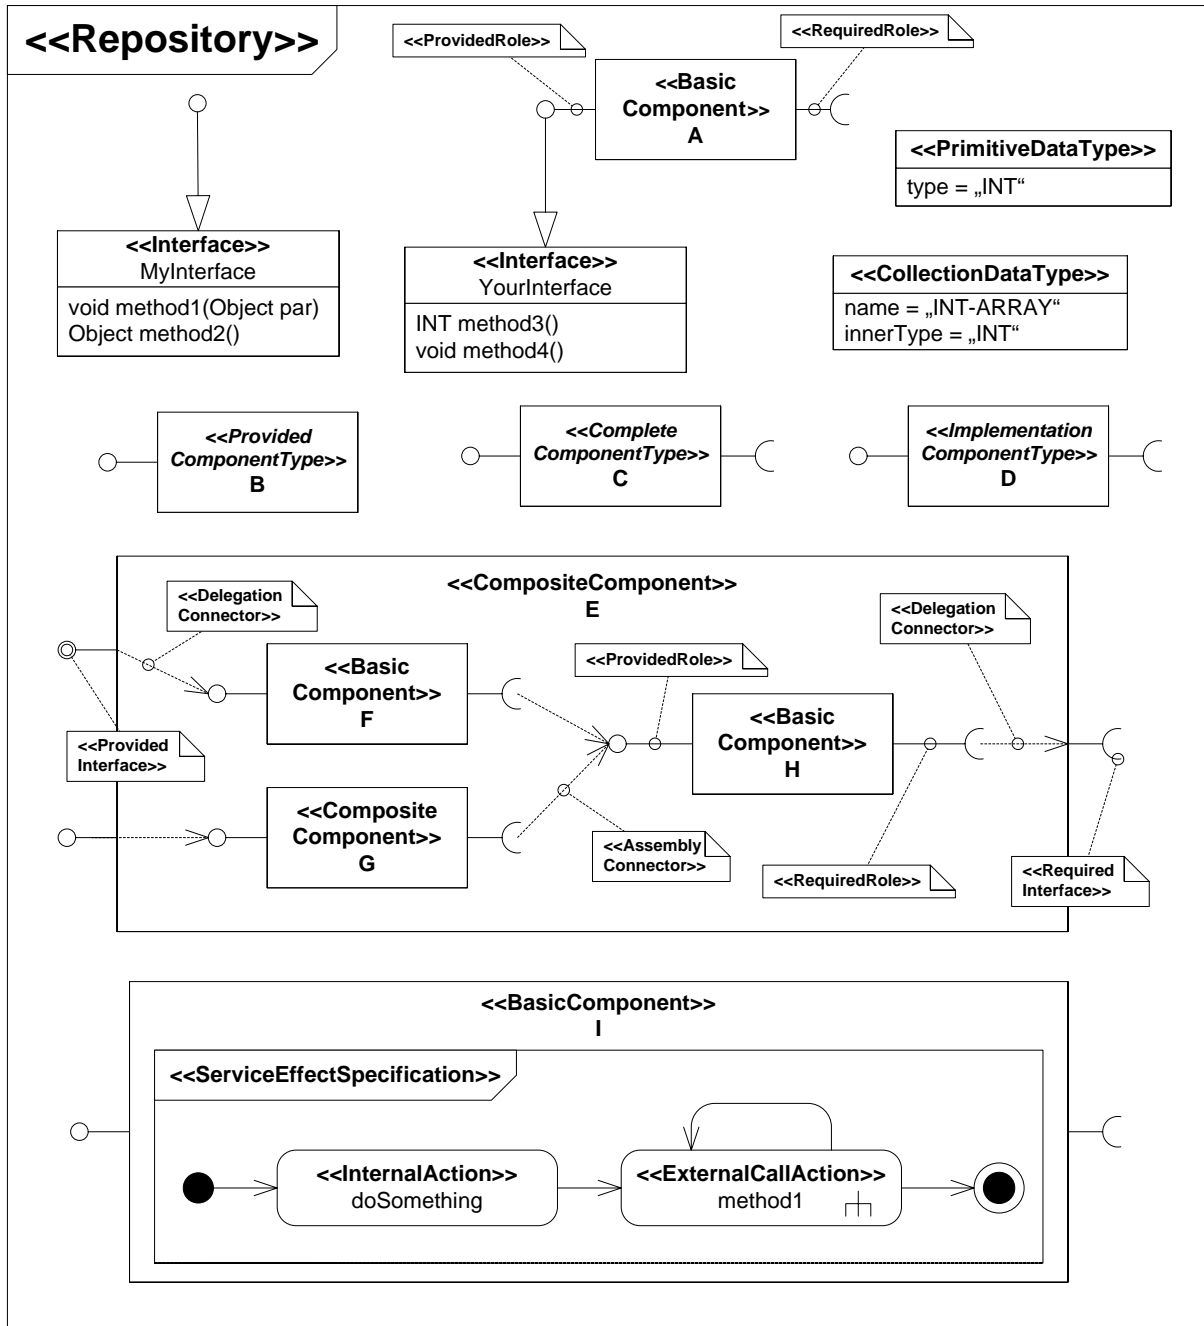 <<Repository>>
<<ProvidedRole>>
<<RequiredRole>>
<<Basic
Component>>
A
<<PrimitiveDataType>>
type = „INT“
<<Interface>>
MyInterface
void method1(Object par)
Object method2()
<<Interface>>
YourInterface
INT method3()
void method4()
<<CollectionDataType>>
name = „INT-ARRAY“
innerType = „INT“
<<Provided
ComponentType>>
B
<<Complete
ComponentType>>
C
<<Implementation
ComponentType>>
D
<<CompositeComponent>>
E
<<Delegation
Connector>>
<<Delegation
Connector>>
<<Basic
Component>>
F
<<ProvidedRole>>
<<Basic
Component>>
H
<<Provided
Interface>>
<<Composite
Component>>
G
<<Assembly
Connector>>
<<RequiredRole>>
<<Required
Interface>>
<<BasicComponent>>
I
<<ServiceEffectSpecification>>
<<InternalAction>>
doSomething
<<ExternalCallAction>>
method1